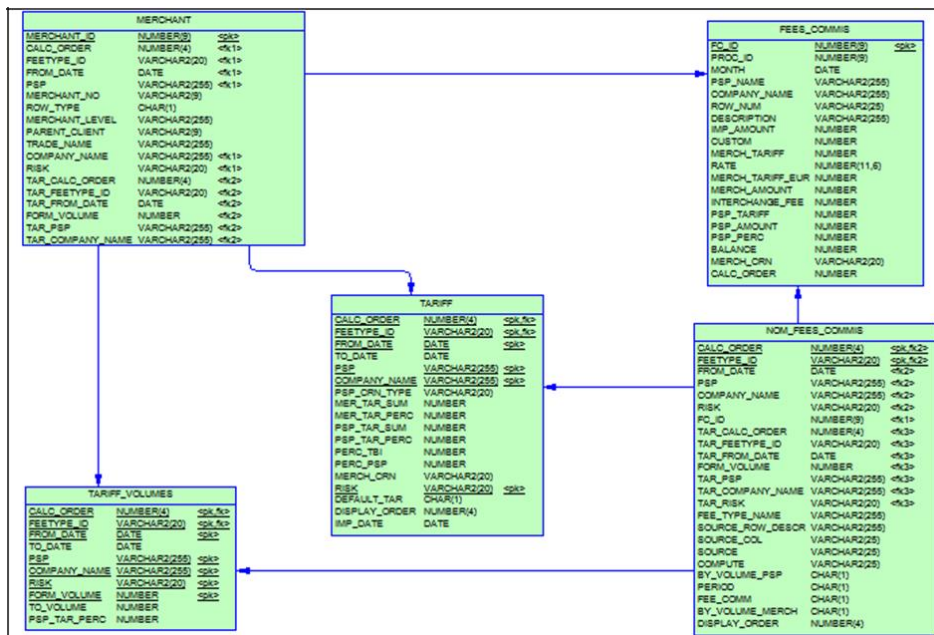 MERCHANT
MERCHANT_ID NUMBER(9) <pk>
CALC_ORDER NUMBER(4) <fk1>
FEETYPE_ID VARCHAR2(20) <fk1>
FROM_DATE DATE <fk1>
PSP VARCHAR2(255) <fk1>
MERCHANT_NO VARCHAR2(9)
ROW_TYPE CHAR(1)
MERCHANT_LEVEL VARCHAR2(255)
PARENT_CLIENT VARCHAR2(9)
TRADE_NAME VARCHAR2(255)
COMPANY_NAME VARCHAR2(255) <fk1>
RISK VARCHAR2(20) <fk1>
TAR_CALC_ORDER NUMBER(4) <fk2>
TAR_FEETYPE_ID VARCHAR2(20) <fk2>
TAR_FROM_DATE DATE <fk2>
FORM_VOLUME NUMBER <fk2>
TAR_PSP VARCHAR2(255) <fk2>
TAR_COMPANY_NAME VARCHAR2(255) <fk2>
FEES_COMMIS
FC_ID NUMBER(9) <pk>
PROC_ID NUMBER(9)
MONTH DATE
PSP_NAME VARCHAR2(255)
COMPANY_NAME VARCHAR2(255)
ROW_NUM VARCHAR2(25)
DESCRIPTION VARCHAR2(255)
IMP_AMOUNT NUMBER
CUSTOM NUMBER
MERCH_TARIFF NUMBER
RATE NUMBER(11,6)
MERCH_TARIFF_EUR NUMBER
MERCH_AMOUNT NUMBER
INTERCHANGE_FEE NUMBER
PSP_TARIFF NUMBER
PSP_AMOUNT NUMBER
PSP_PERC NUMBER
BALANCE NUMBER
MERCH_CRN VARCHAR2(20)
CALC_ORDER NUMBER
TARIFF
CALC_ORDER NUMBER(4) <pk,fk>
FEETYPE_ID VARCHAR2(20) <pk,fk>
FROM_DATE DATE <pk>
TO_DATE DATE
PSP VARCHAR2(255) <pk>
COMPANY_NAME VARCHAR2(255) <pk>
PSP_CRN_TYPE VARCHAR2(20)
MER_TAR_SUM NUMBER
MER_TAR_PERC NUMBER
PSP_TAR_SUM NUMBER
PSP_TAR_PERC NUMBER
PERC_TBI NUMBER
PERC_PSP NUMBER
MERCH_CRN VARCHAR2(20)
RISK VARCHAR2(20) <pk>
DEFAULT_TAR CHAR(1)
DISPLAY_ORDER NUMBER(4)
IMP_DATE DATE
NOM_FEES_COMMIS
CALC_ORDER NUMBER(4) <pk,fk2>
FEETYPE_ID VARCHAR2(20) <pk,fk2>
FROM_DATE DATE <fk2>
PSP VARCHAR2(255) <fk2>
COMPANY_NAME VARCHAR2(255) <fk2>
RISK VARCHAR2(20) <fk2>
FC_ID NUMBER(9) <fk1>
TAR_CALC_ORDER NUMBER(4) <fk3>
TAR_FEETYPE_ID VARCHAR2(20) <fk3>
TAR_FROM_DATE DATE <fk3>
FORM_VOLUME NUMBER <fk3>
TAR_PSP VARCHAR2(255) <fk3>
TAR_COMPANY_NAME VARCHAR2(255) <fk3>
TAR_RISK VARCHAR2(20) <fk3>
FEE_TYPE_NAME VARCHAR2(255)
SOURCE_ROW_DESCR VARCHAR2(255)
SOURCE_COL VARCHAR2(25)
SOURCE VARCHAR2(25)
COMPUTE VARCHAR2(25)
BY_VOLUME_PSP CHAR(1)
PERIOD CHAR(1)
FEE_COMM CHAR(1)
BY_VOLUME_MERCH CHAR(1)
DISPLAY_ORDER NUMBER(4)
TARIFF_VOLUMES
CALC_ORDER NUMBER(4) <pk,fk>
FEETYPE_ID VARCHAR2(20) <pk,fk>
FROM_DATE DATE <pk>
TO_DATE DATE
PSP VARCHAR2(255) <pk>
COMPANY_NAME VARCHAR2(255) <pk>
RISK VARCHAR2(20) <pk>
FORM_VOLUME NUMBER <pk>
TO_VOLUME NUMBER
PSP_TAR_PERC NUMBER